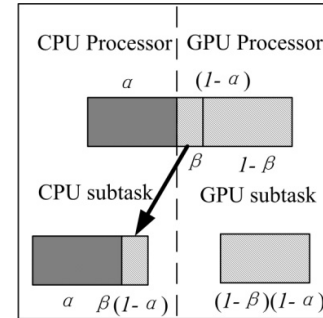 CPU Processor GPU Processor
α (1- α)
β 1- β
CPU subtask GPU subtask
α β(1- α) (1- β)(1- α)